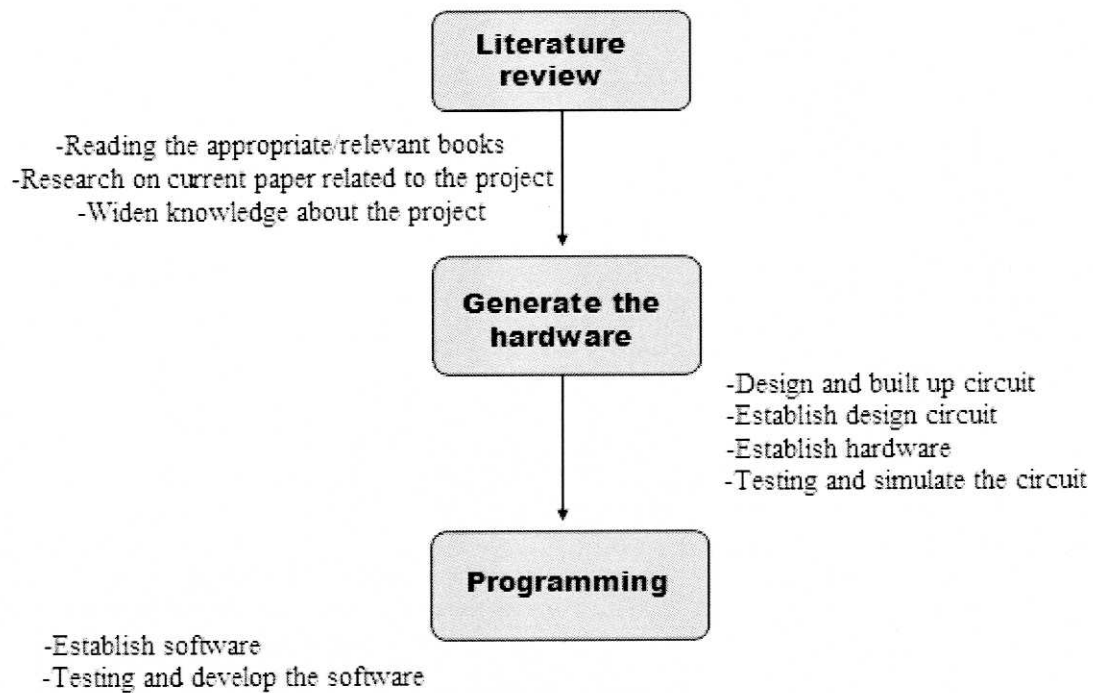 Literature
review
-Reading the appropriate/relevant books
-Research on current paper related to the project
-Widen knowledge about the project
Generate the
hardware
-Design and built up circuit
-Establish design circuit
-Establish hardware
-Testing and simulate the circuit
Programming
-Establish software
-Testing and develop the software